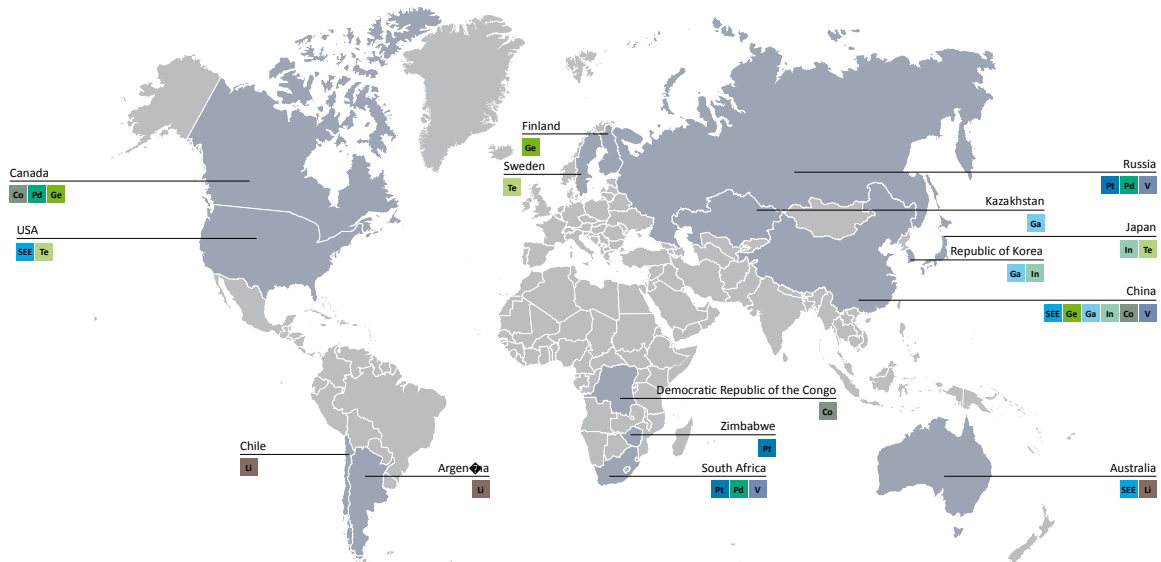 Finland
Ge
Sweden
Te
Canada
Co Pd Ge
USA
SEE Te
Russia
Pt Pd V
Kazakhstan
Ga
Japan
In Te
Republic of Korea
Ga In
China
SEE Ge Ga In Co V
Democratic Republic of the Congo
Co
Zimbabwe
Pt
Chile
Li
Argen�na
Li
South Africa
Pt Pd V
Australia
SEE Li